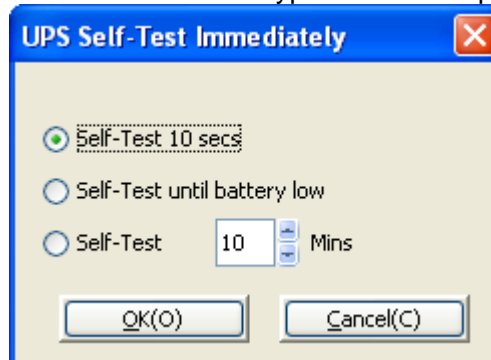 UPS Self-Test Immediately
Self-Test 10 secs
Self-Test until battery low
Self-Test 10 Mins
OK(O) Cancel(C)